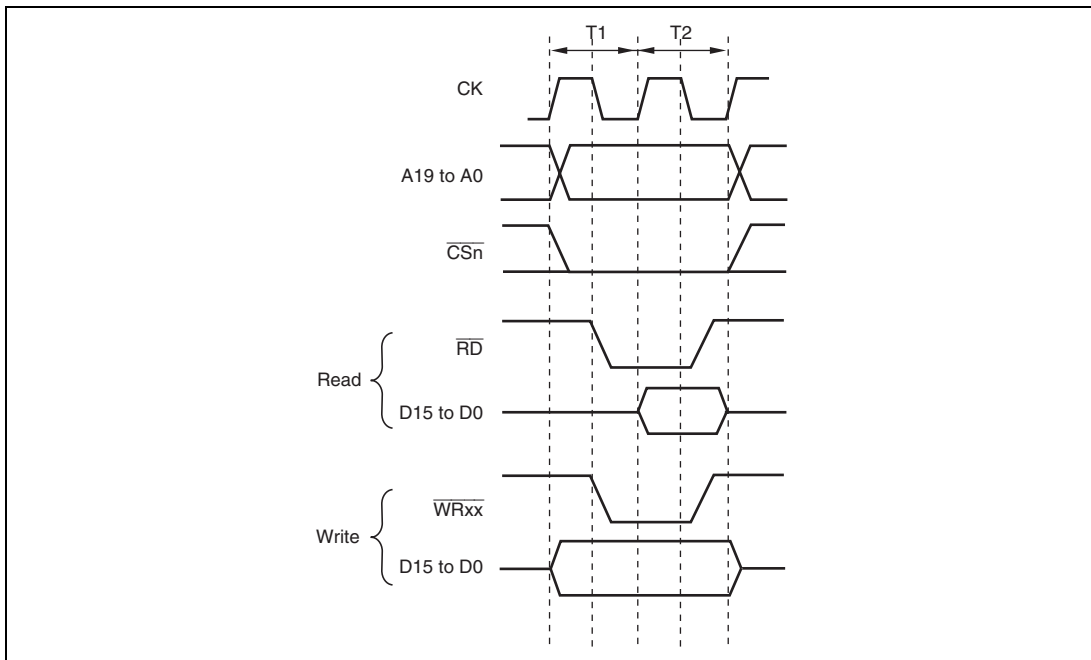 T1 T2
CK
A19 to A0
CSn
RD
Read
D15 to D0
WRxx
Write
D15 to D0